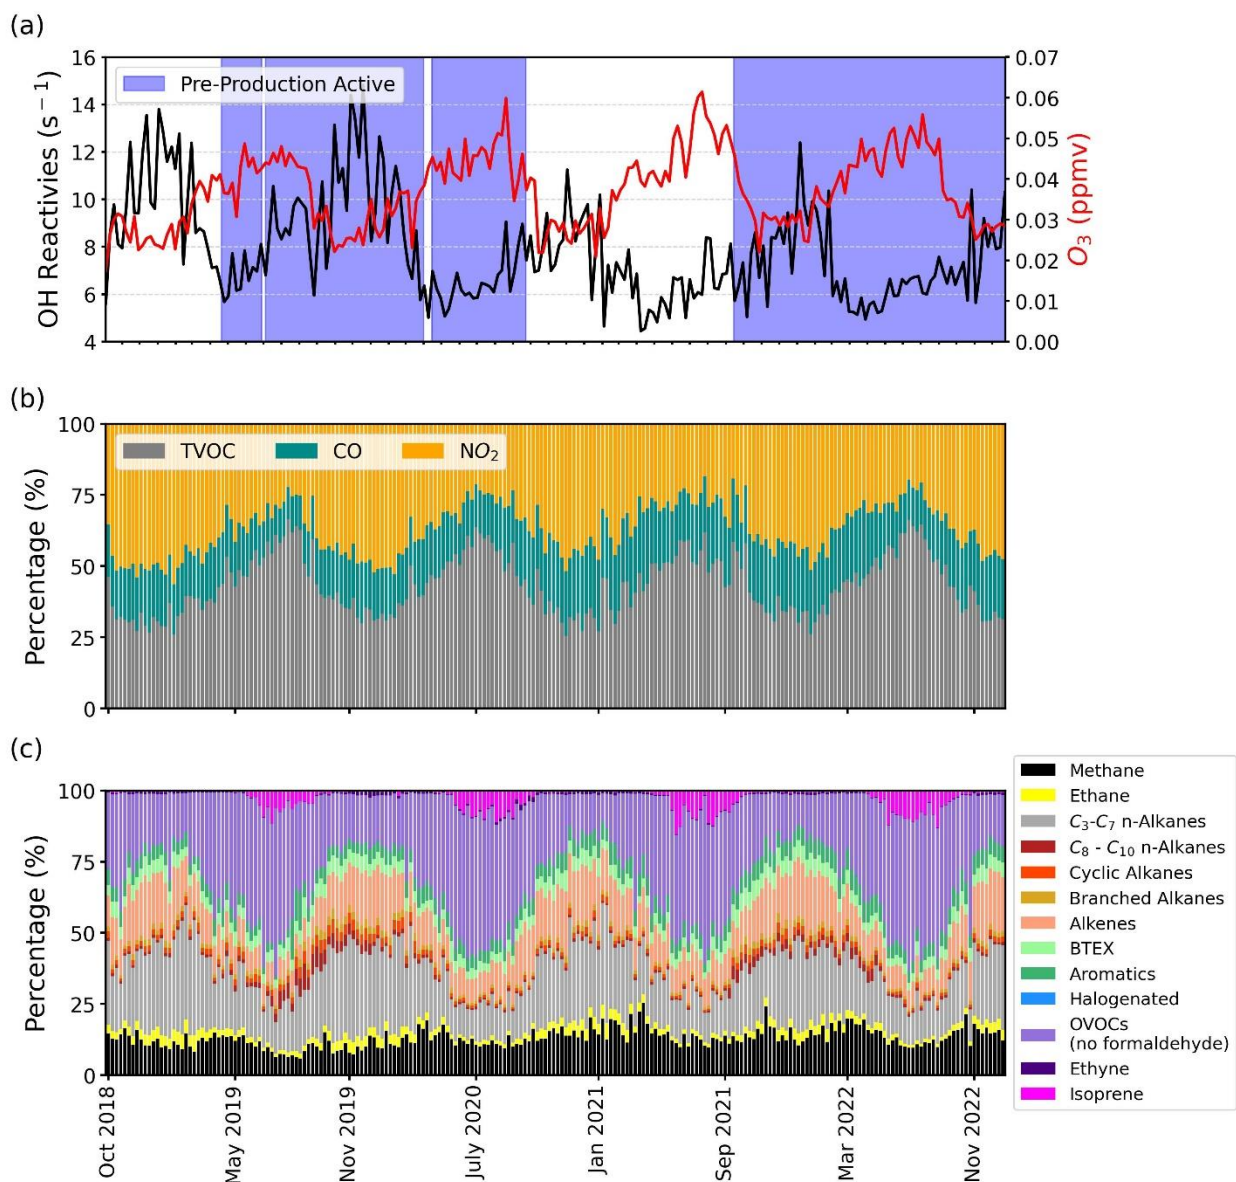 (a)
Pre-Production Active
OH Reactivies (s⁻¹)
16
14
12
10
8
6
4
0.07
0.06
0.05
0.04
0.03
0.02
0.01
0.00
O₃ (ppmv)
(b)
TVOC CO NO₂
Percentage (%)
100
75
50
25
0
(c)
Percentage (%)
100
75
50
25
0
Oct 2018
May 2019
Nov 2019
July 2020
Jan 2021
Sep 2021
Mar 2022
Nov 2022
Methane
Ethane
C₃-C₇ n-Alkanes
C₈ - C₁₀ n-Alkanes
Cyclic Alkanes
Branched Alkanes
Alkenes
BTEX
Aromatics
Halogenated
OVOCs
(no formaldehyde)
Ethyne
Isoprene